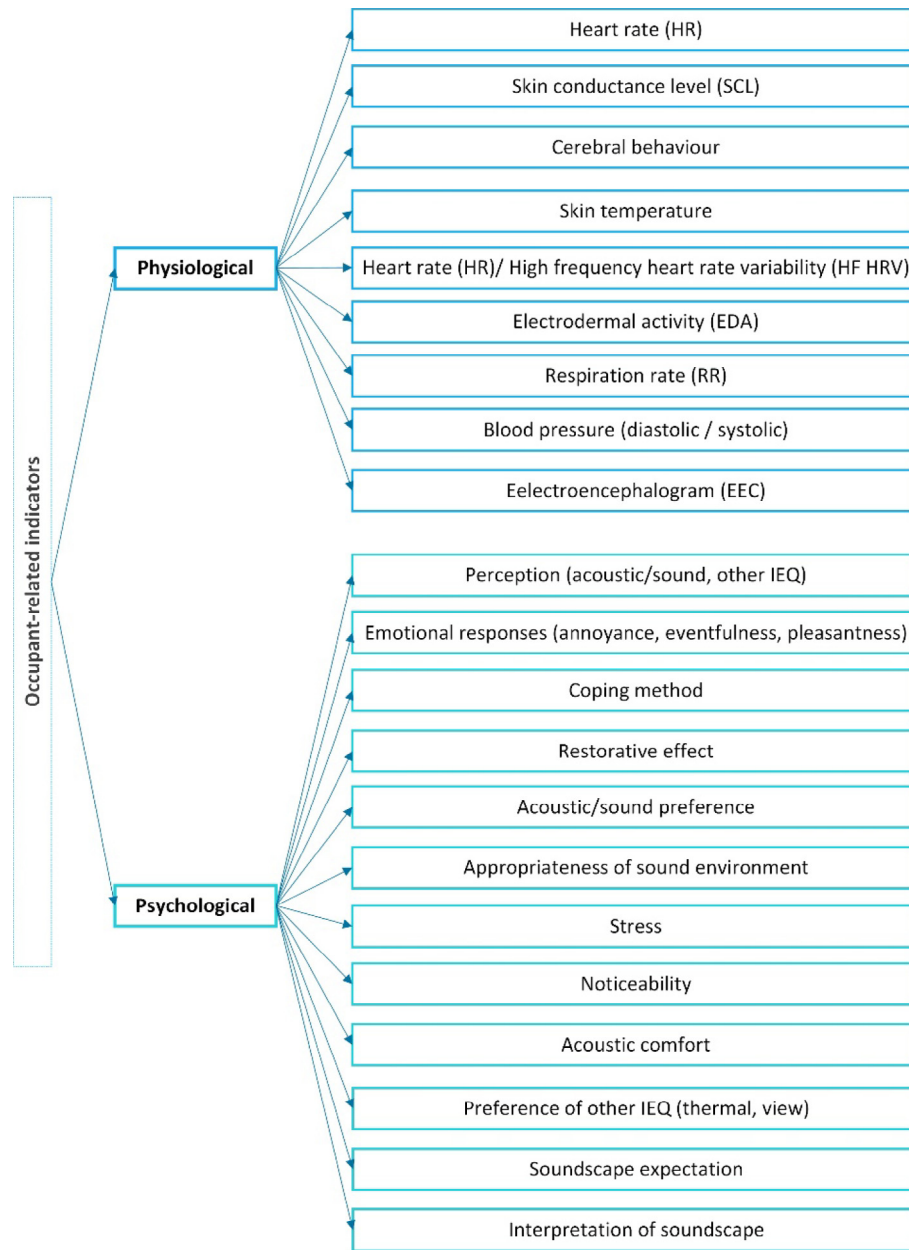 Occupant-related indicators
Physiological
Heart rate (HR)
Skin conductance level (SCL)
Cerebral behaviour
Skin temperature
Heart rate (HR)/ High frequency heart rate variability (HF HRV)
Electrodermal activity (EDA)
Respiration rate (RR)
Blood pressure (diastolic / systolic)
Eelectroencephalogram (EEC)
Psychological
Perception (acoustic/sound, other IEQ)
Emotional responses (annoyance, eventfulness, pleasantness)
Coping method
Restorative effect
Acoustic/sound preference
Appropriateness of sound environment
Stress
Noticeability
Acoustic comfort
Preference of other IEQ (thermal, view)
Soundscape expectation
Interpretation of soundscape